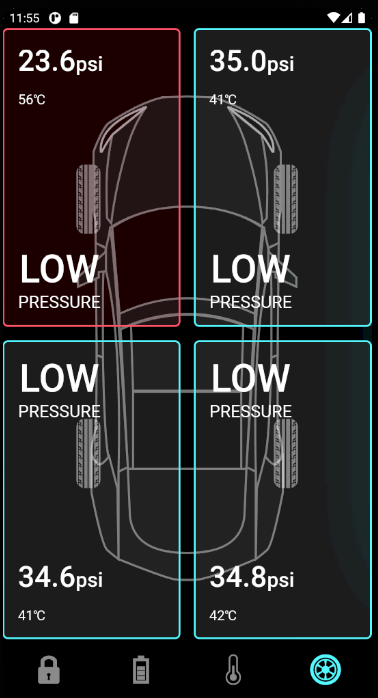 11:55
23.6psi
56℃
LOW
PRESSURE
35.0psi
41℃
LOW
PRESSURE
LOW
PRESSURE
34.6psi
41℃
LOW
PRESSURE
34.8psi
42℃